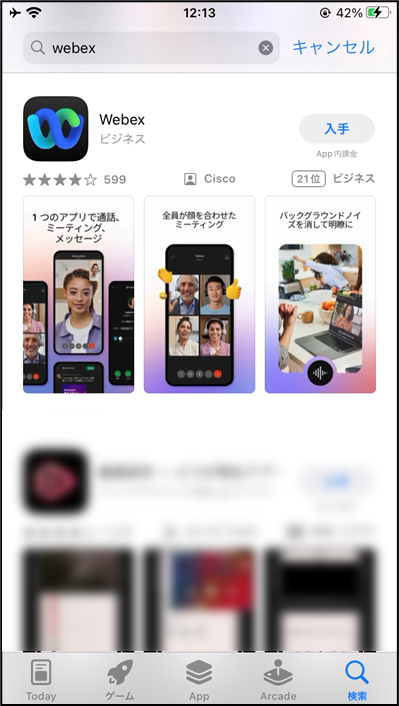 12:13
42%
webex
キャンセル
Webex
ビジネス
入手
App内課金
599
Cisco
21位
ビジネス
1つのアプリで通話、
ミーティング、
メッセージ
全員が顔を合わせた
ミーティング
バックグラウンドノイ
ズを消して明瞭に
Today
ゲーム
App
Arcade
検索